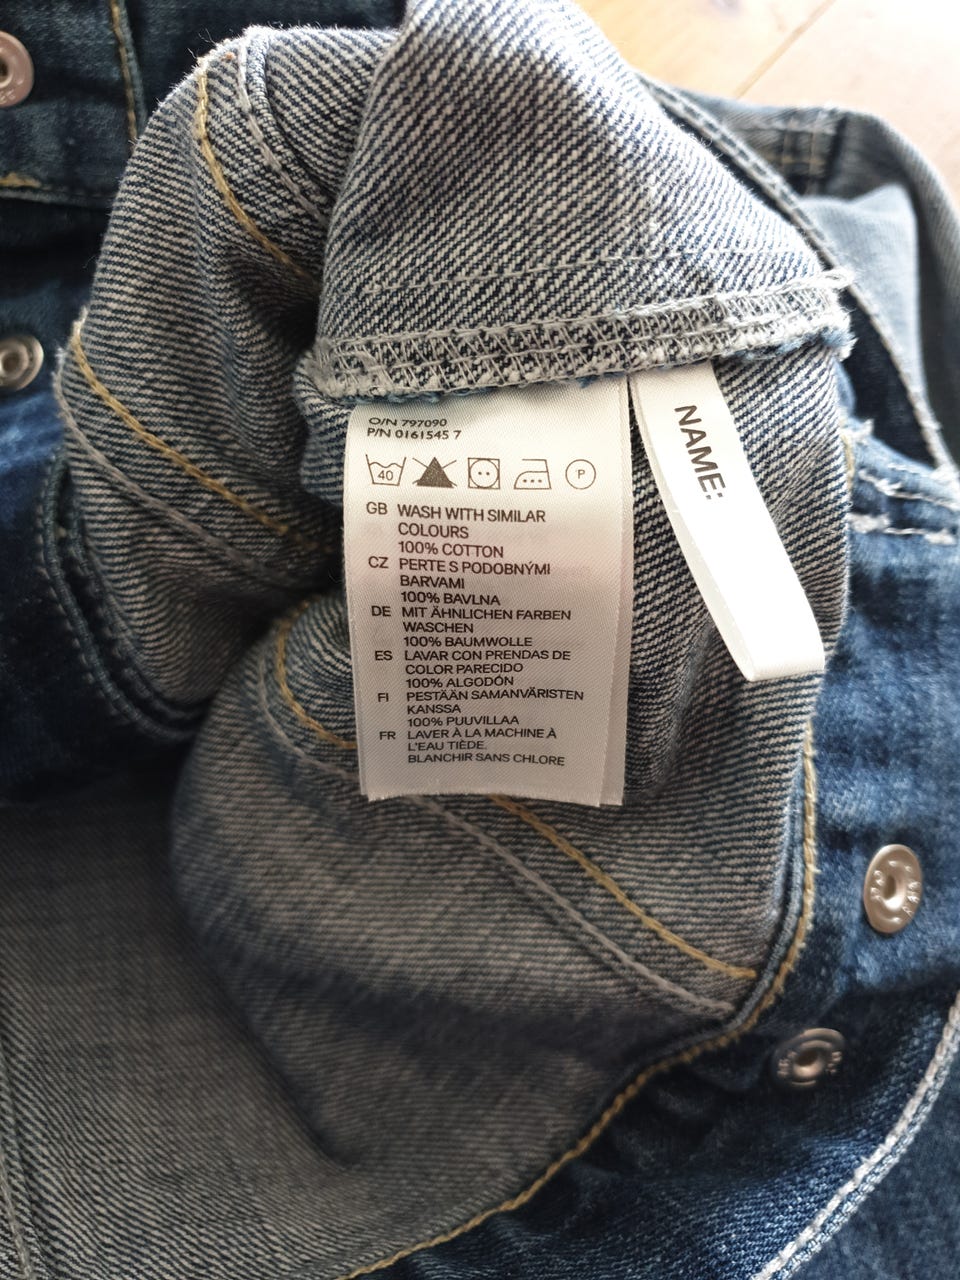 O/N 797090
P/N 0161545 7
40
P
GB WASH WITH SIMILAR
COLOURS
100% COTTON
CZ PERTE S PODOBNÝMI
BARVAMI
100% BAVLNA
DE MIT ÄHNLICHEN FARBEN
WASCHEN
100% BAUMWOLLE
ES LAVAR CON PRENDAS DE
COLOR PARECIDO
100% ALGODÓN
FI PESTÄÄN SAMANVÄRISTEN
KANSSA
100% PUUVILLAA
FR LAVER À LA MACHINE À
L'EAU TIÈDE.
BLANCHIR SANS CHLORE
NAME: